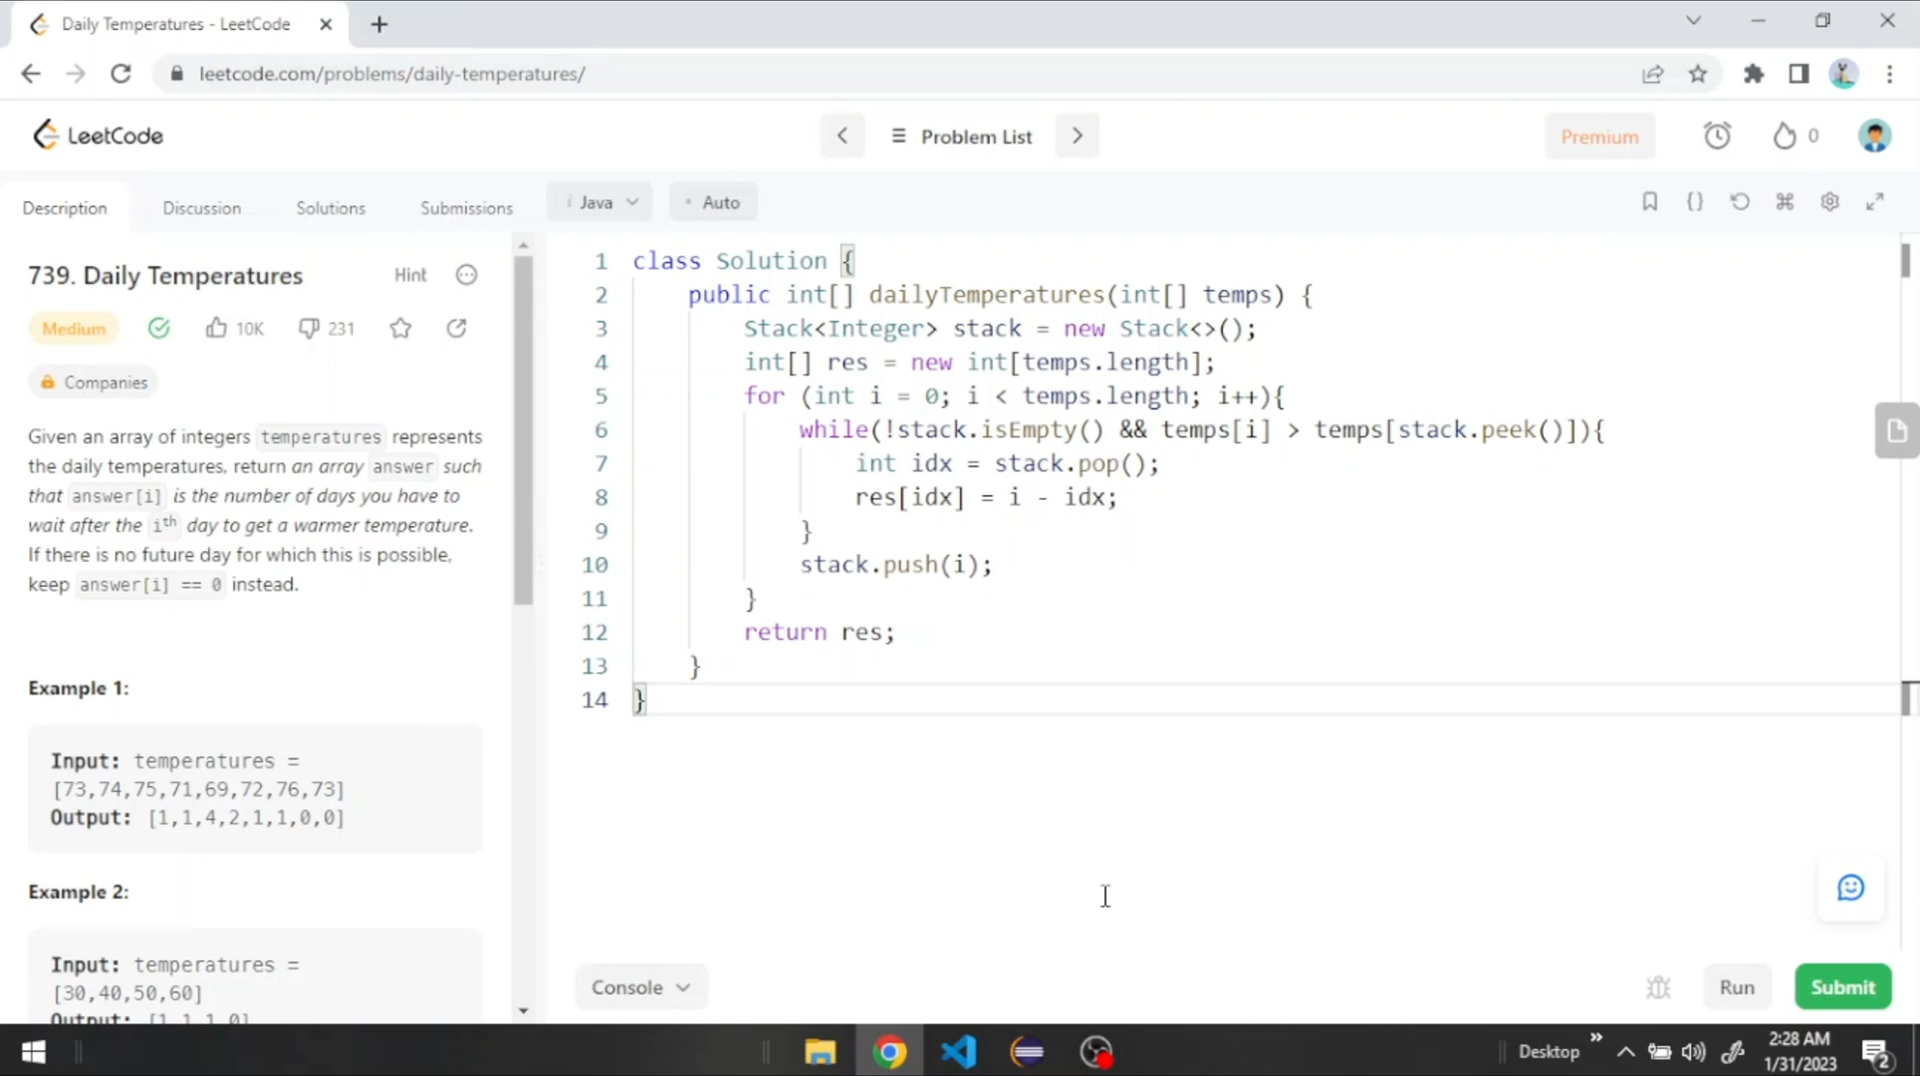 Daily Temperatures - LeetCode
leetcode.com/problems/daily-temperatures/
LeetCode
Problem List
Premium
0
Description
Discussion
Solutions
Submissions
i Java
Auto
739. Daily Temperatures
Hint
Medium
10K
231
Companies
Given an array of integers temperatures represents
the daily temperatures, return an array answer such
that answer[i] is the number of days you have to
wait after the ith day to get a warmer temperature.
If there is no future day for which this is possible,
keep answer[i] == 0 instead.
Example 1:
Input: temperatures =
[73,74,75,71,69,72,76,73]
Output: [1,1,4,2,1,1,0,0]
Example 2:
Input: temperatures =
[30,40,50,60]
Output: [1,1,1,0]
1 class Solution {
2 public int[] dailyTemperatures(int[] temps) {
3 Stack<Integer> stack = new Stack<>();
4 int[] res = new int[temps.length];
5 for (int i = 0; i < temps.length; i++){
6 while(!stack.isEmpty() && temps[i] > temps[stack.peek()]){
7 int idx = stack.pop();
8 res[idx] = i - idx;
9 }
10 stack.push(i);
11 }
12 return res;
13 }
14 }
Console
Run
Submit
Desktop
2:28 AM
1/31/2023
2